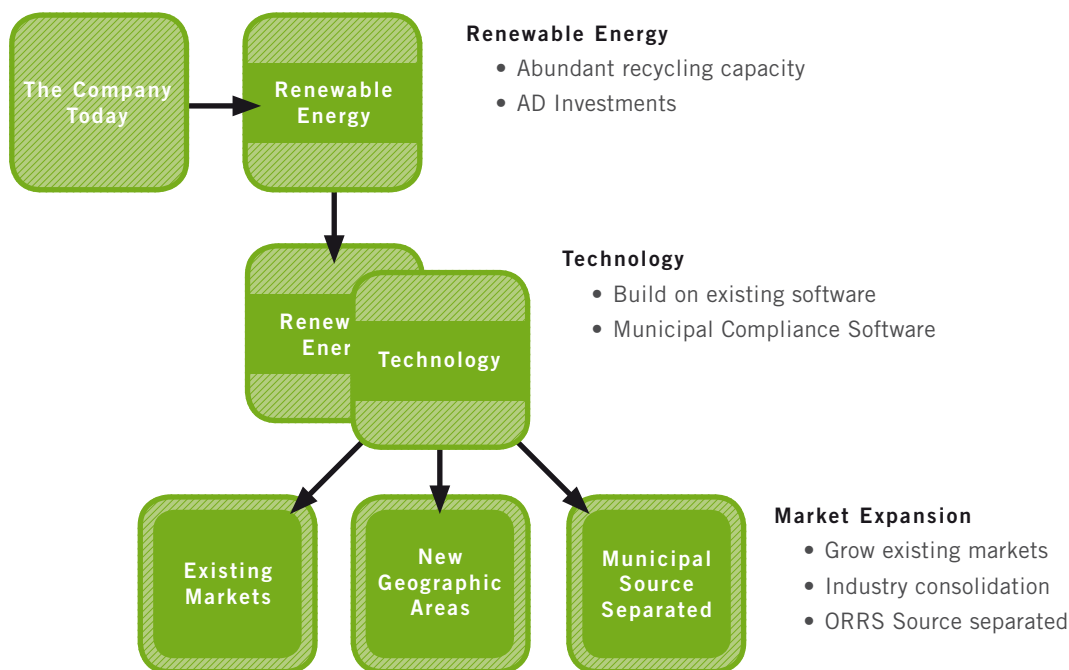 The Company
Today
Renewable
Energy
Renewable Energy
• Abundant recycling capacity
• AD Investments
Renew
Ener
Technology
Technology
• Build on existing software
• Municipal Compliance Software
Existing
Markets
New
Geographic
Areas
Municipal
Source
Separated
Market Expansion
• Grow existing markets
• Industry consolidation
• ORRS Source separated